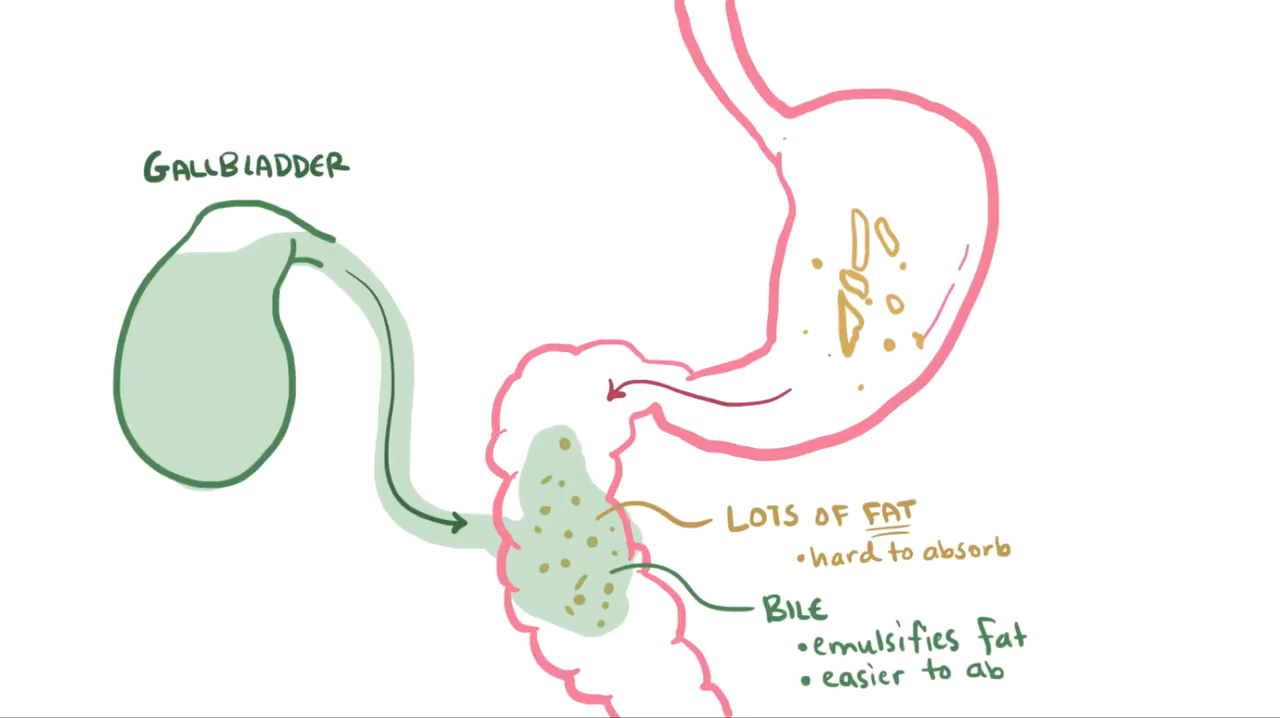 GALLBLADDER
LOTS OF FAT
•hard to absorb
BILE
•emulsifies fat
• easier to ab